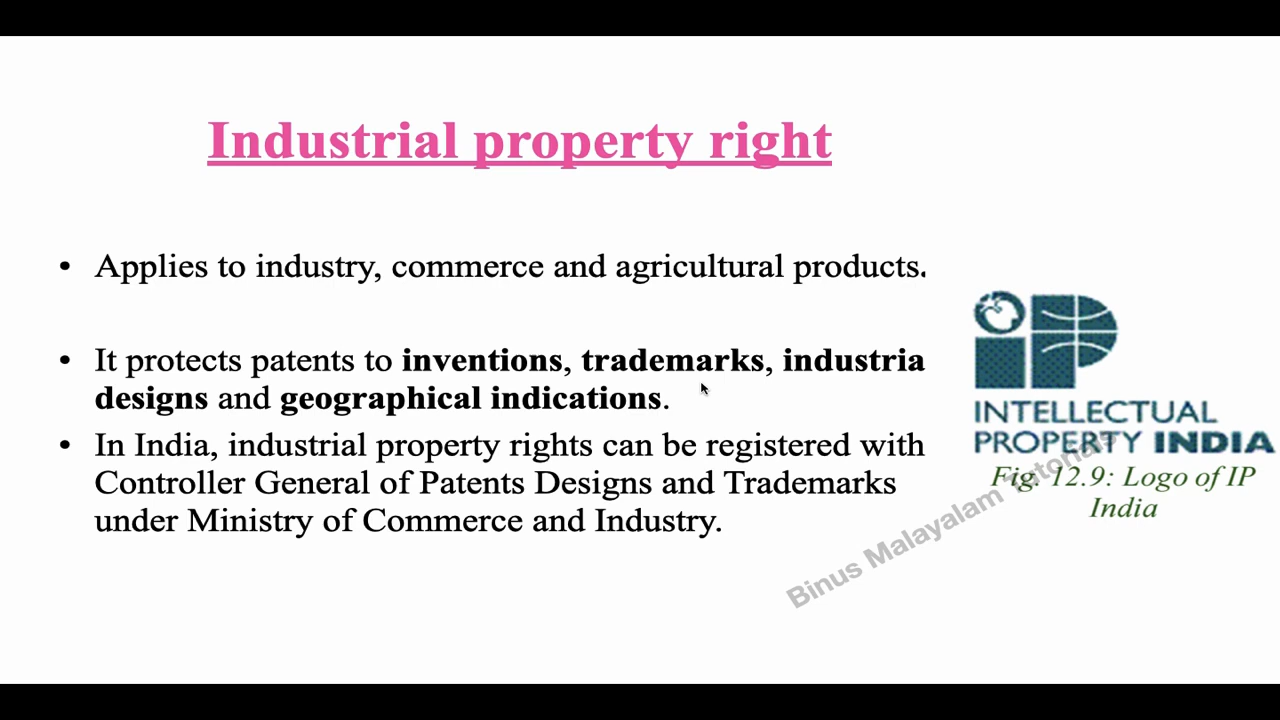 Industrial property right
• Applies to industry, commerce and agricultural products.
• It protects patents to inventions, trademarks, industria
designs and geographical indications.
• In India, industrial property rights can be registered with
Controller General of Patents Designs and Trademarks
under Ministry of Commerce and Industry.
iP
INTELLECTUAL
PROPERTY INDIA
Fig. 12.9: Logo of IP
India
Binus Malayalam Tutorials